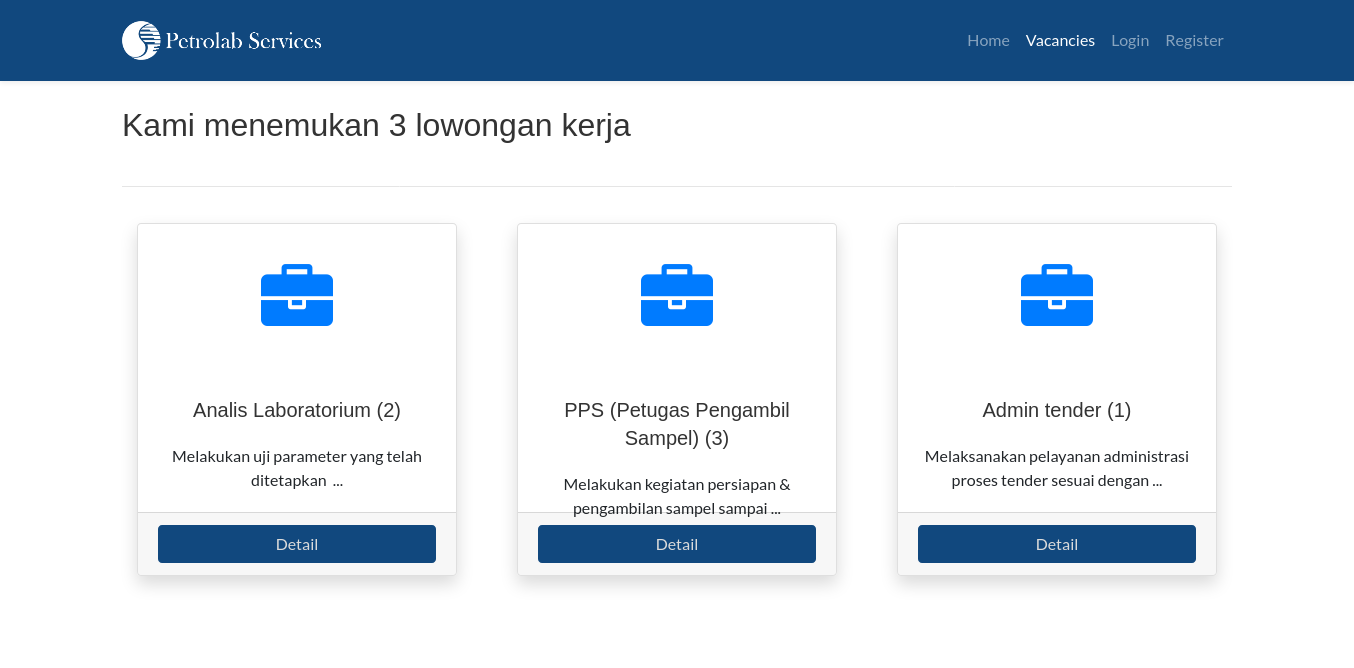 Petrolab Services
Home Vacancies Login Register
Kami menemukan 3 lowongan kerja
Analis Laboratorium (2)
Melakukan uji parameter yang telah
ditetapkan ...
Detail
PPS (Petugas Pengambil
Sampel) (3)
Melakukan kegiatan persiapan &
pengambilan sampel sampai ...
Detail
Admin tender (1)
Melaksanakan pelayanan administrasi
proses tender sesuai dengan ...
Detail